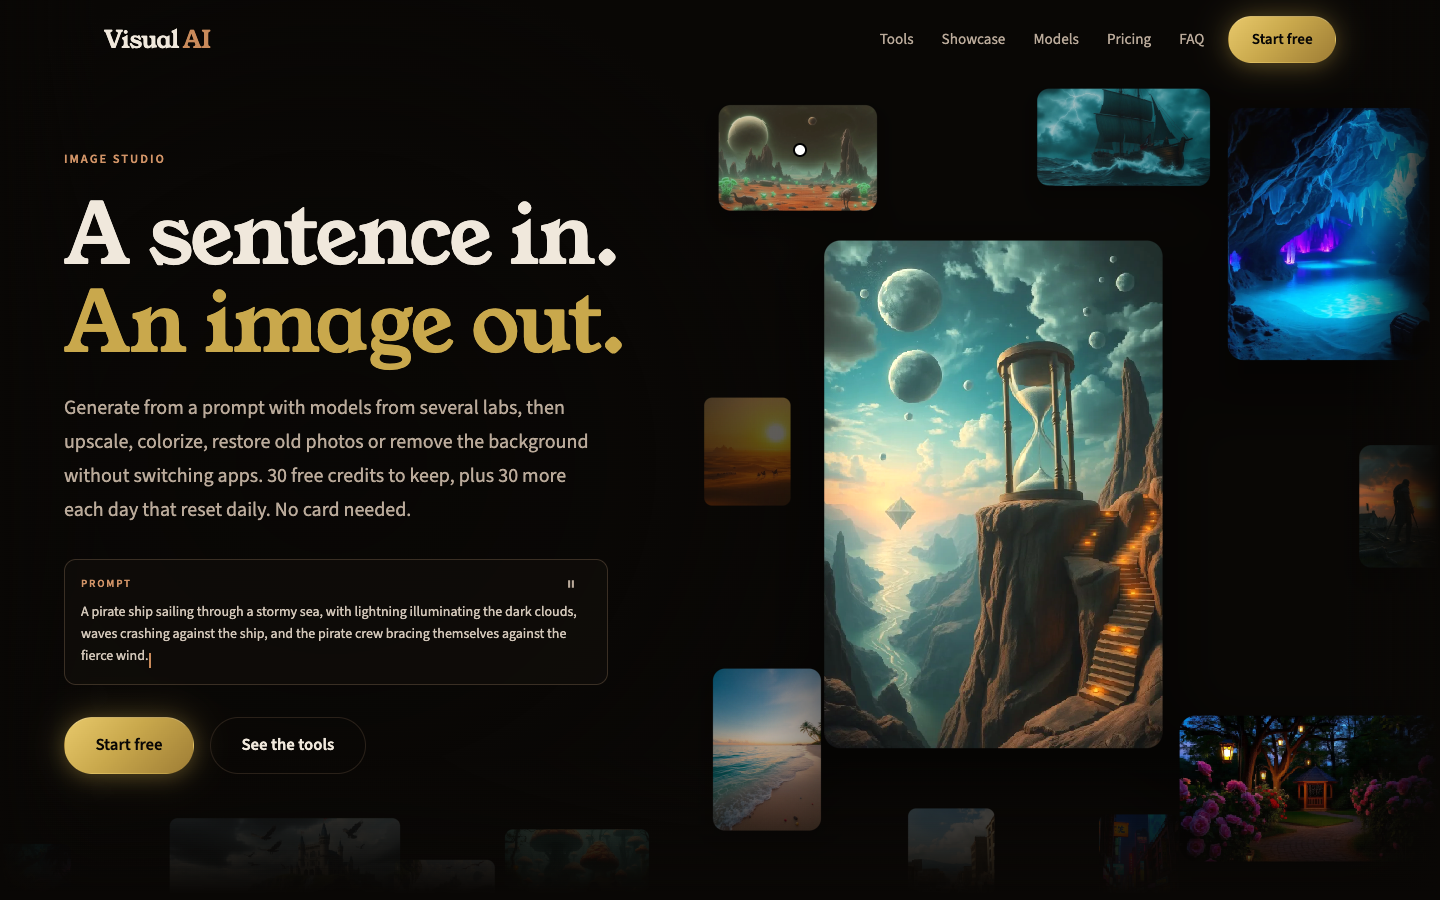 Visual AI
Tools
Showcase
Models
Pricing
FAQ
Start free
IMAGE STUDIO
A sentence in.
An image out.
Generate from a prompt with models from several labs, then
upscale, colorize, restore old photos or remove the background
without switching apps. 30 free credits to keep, plus 30 more
each day that reset daily. No card needed.
PROMPT
A pirate ship sailing through a stormy sea, with lightning illuminating the dark clouds,
waves crashing against the ship, and the pirate crew bracing themselves against the
fierce wind.
Start free
See the tools